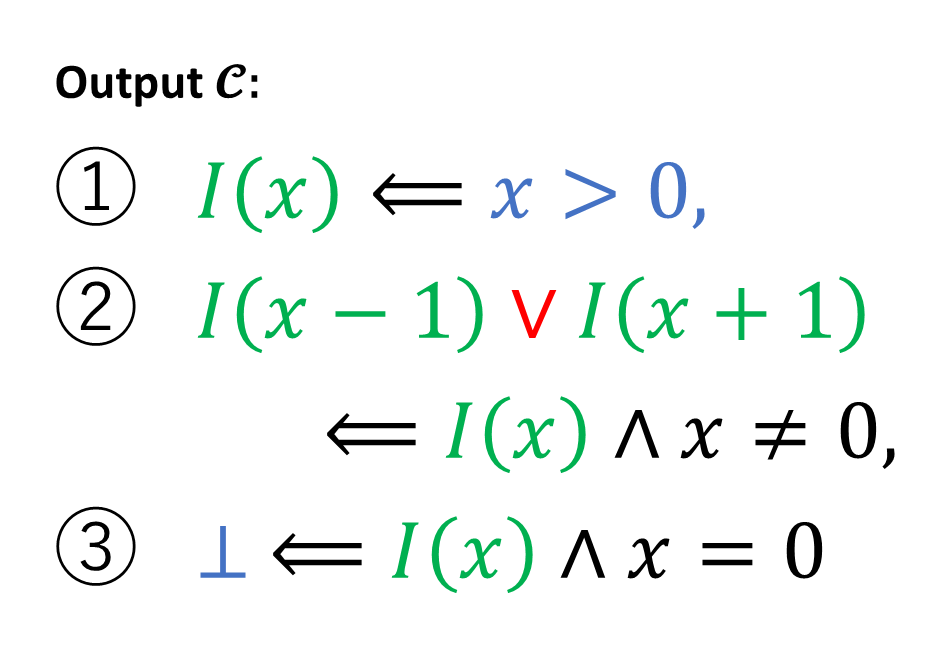 Output 𝓒:
① I(x) ⟸ x > 0,
② I(x − 1) ∨ I(x + 1)
⟸ I(x) ∧ x ≠ 0,
③ ⊥ ⟸ I(x) ∧ x = 0